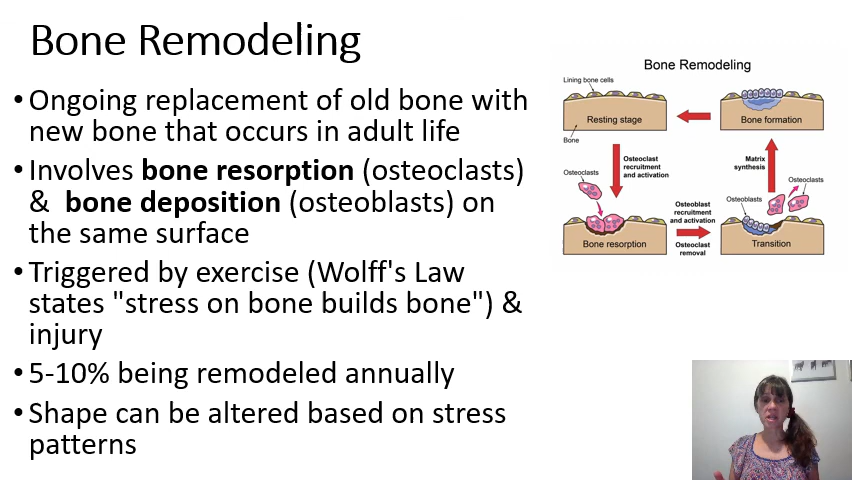 Bone Remodeling
• Ongoing replacement of old bone with
new bone that occurs in adult life
• Involves bone resorption (osteoclasts)
& bone deposition (osteoblasts) on
the same surface
• Triggered by exercise (Wolff's Law
states "stress on bone builds bone") &
injury
• 5-10% being remodeled annually
• Shape can be altered based on stress
patterns
Bone Remodeling
Lining bone cells
Resting stage
Bone
Bone formation
Osteoclast
recruitment
and activation
Matrix
synthesis
Osteoclasts
Osteoclasts
Osteoblasts
Osteoblast
recruitment
and activation
Osteoclast
removal
Bone resorption
Transition